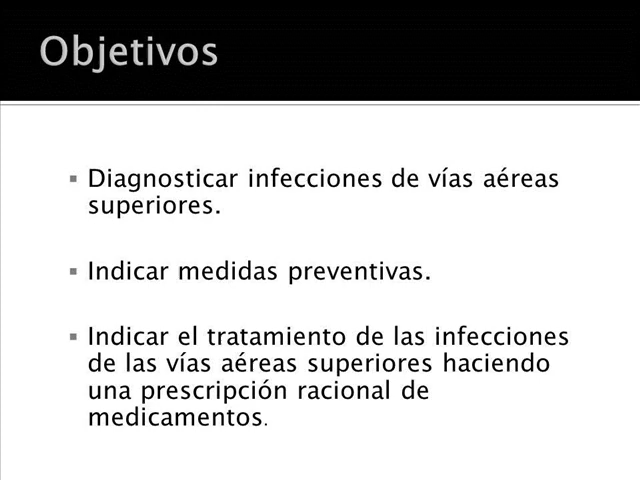 Objetivos
Diagnosticar infecciones de vías aéreas
superiores.
Indicar medidas preventivas.
Indicar el tratamiento de las infecciones
de las vías aéreas superiores haciendo
una prescripción racional de
medicamentos.